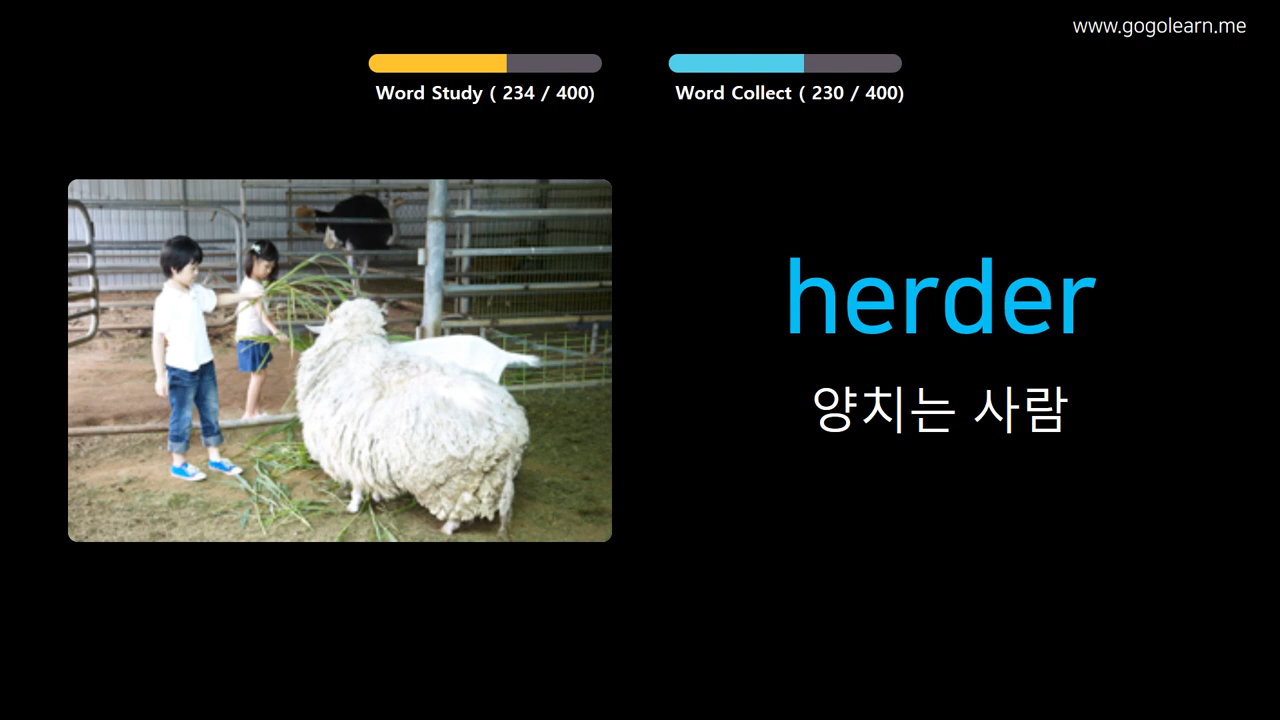 www.gogolearn.me
Word Study ( 234 / 400)
Word Collect ( 230 / 400)
herder
양치는 사람